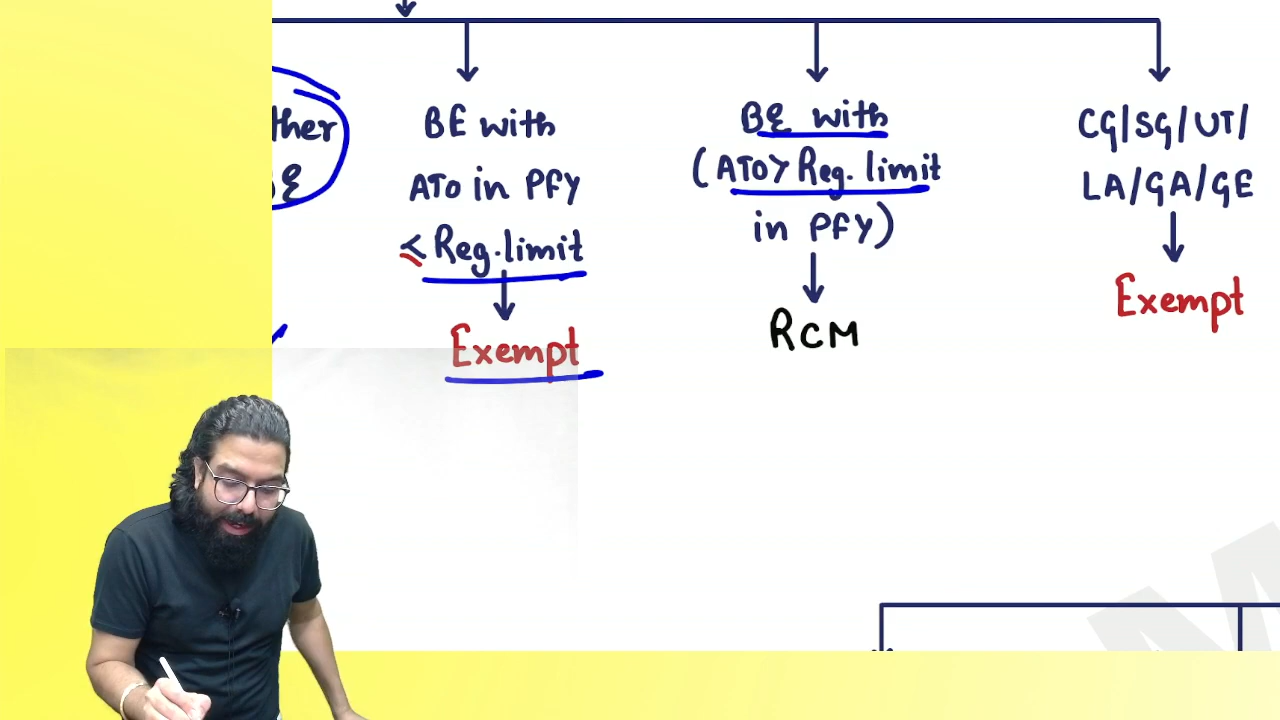 ther
BE with
ATO in PFY
≤ Reg. limit
Exempt
BE with
(ATO> Reg. limit
in PFY)
RCM
CG/SG/UT/
LA/GA/GE
Exempt